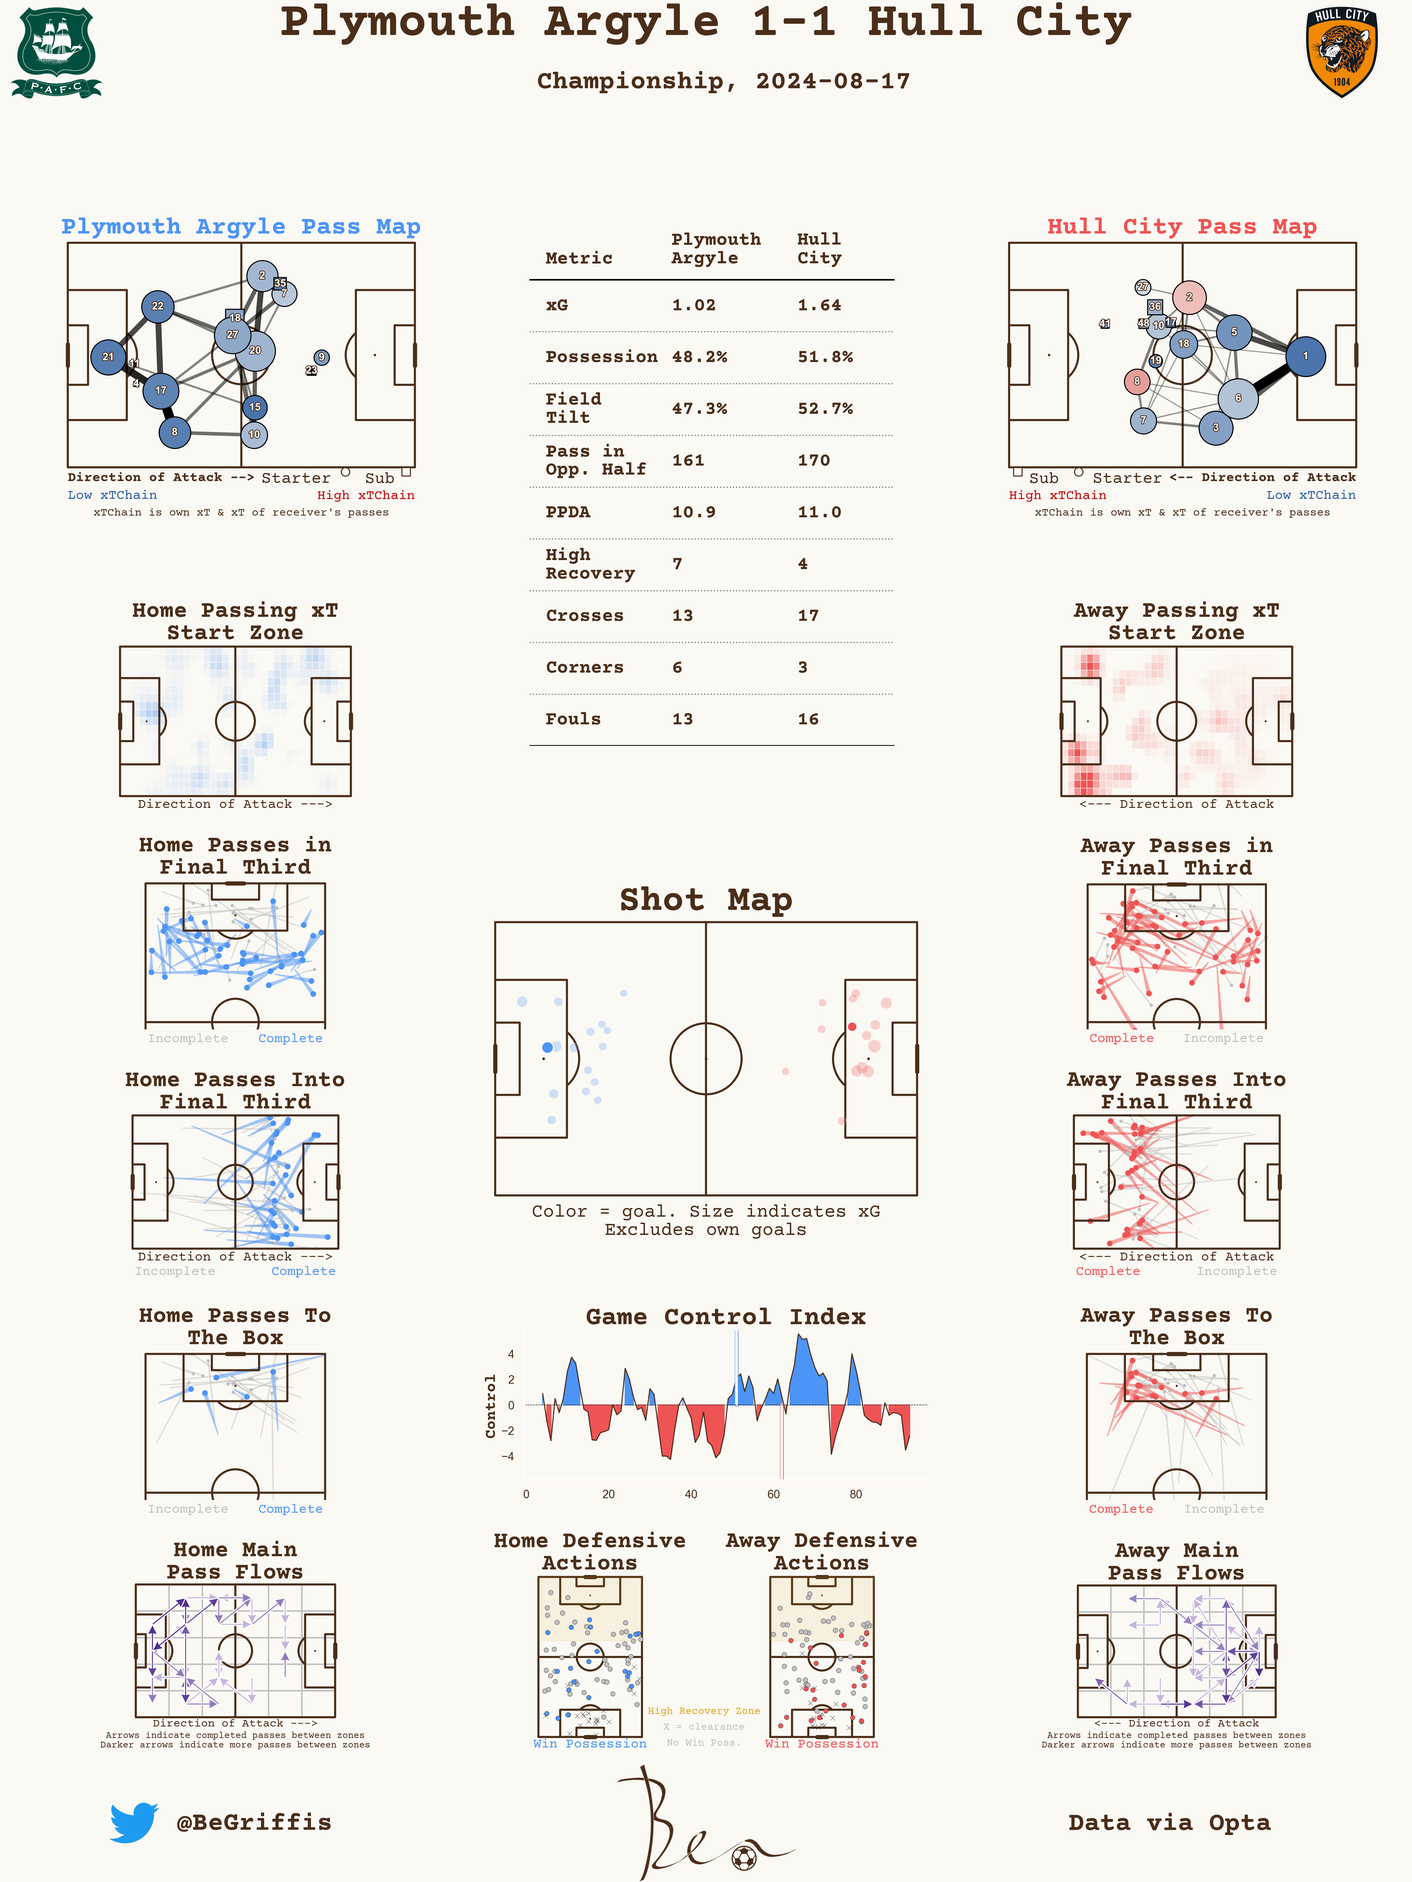 Plymouth Argyle 1-1 Hull City
Championship, 2024-08-17
P.A.F.C
HULL CITY
1904
Plymouth Argyle Pass Map
2
35
7
22
18
27
20
21
11
9
23
4
17
15
8
10
Direction of Attack --> Starter Sub
Low xTChain High xTChain
xTChain is own xT & xT of receiver's passes
Metric Plymouth Argyle Hull City
xG 1.02 1.64
Possession 48.2% 51.8%
Field Tilt 47.3% 52.7%
Pass in Opp. Half 161 170
PPDA 10.9 11.0
High Recovery 7 4
Crosses 13 17
Corners 6 3
Fouls 13 16
Hull City Pass Map
27
2
36
41
48
10
17
5
18
1
19
8
6
7
3
Sub Starter <-- Direction of Attack
High xTChain Low xTChain
xTChain is own xT & xT of receiver's passes
Home Passing xT
Start Zone
Direction of Attack --->
Away Passing xT
Start Zone
<--- Direction of Attack
Home Passes in
Final Third
Incomplete Complete
Away Passes in
Final Third
Complete Incomplete
Shot Map
Color = goal. Size indicates xG
Excludes own goals
Home Passes Into
Final Third
Direction of Attack --->
Incomplete Complete
Away Passes Into
Final Third
<--- Direction of Attack
Complete Incomplete
Home Passes To
The Box
Incomplete Complete
Game Control Index
Control
4
2
0
−2
−4
0 20 40 60 80
Away Passes To
The Box
Complete Incomplete
Home Main
Pass Flows
Direction of Attack --->
Arrows indicate completed passes between zones
Darker arrows indicate more passes between zones
Home Defensive
Actions
Win Possession
Away Defensive
Actions
Win Possession
High Recovery Zone
X = clearance
No Win Poss.
Away Main
Pass Flows
<--- Direction of Attack
Arrows indicate completed passes between zones
Darker arrows indicate more passes between zones
@BeGriffis
Ben
Data via Opta